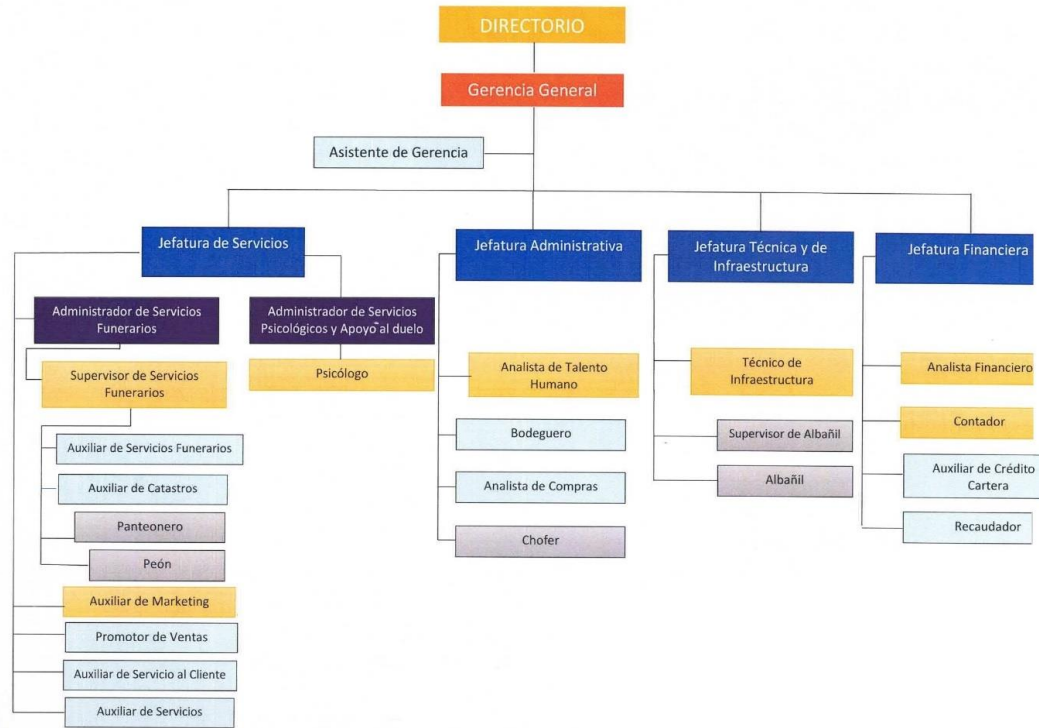 DIRECTORIO
Gerencia General
Asistente de Gerencia
Jefatura de Servicios
Administrador de Servicios
Funerarios
Supervisor de Servicios
Funerarios
Auxiliar de Servicios Funerarios
Auxiliar de Catastros
Panteonero
Peón
Auxiliar de Marketing
Promotor de Ventas
Auxiliar de Servicio al Cliente
Auxiliar de Servicios
Administrador de Servicios
Psicológicos y Apoyo al duelo
Psicólogo
Jefatura Administrativa
Analista de Talento
Humano
Bodeguero
Analista de Compras
Chofer
Jefatura Técnica y de
Infraestructura
Técnico de
Infraestructura
Supervisor de Albañil
Albañil
Jefatura Financiera
Analista Financiero
Contador
Auxiliar de Crédito
Cartera
Recaudador